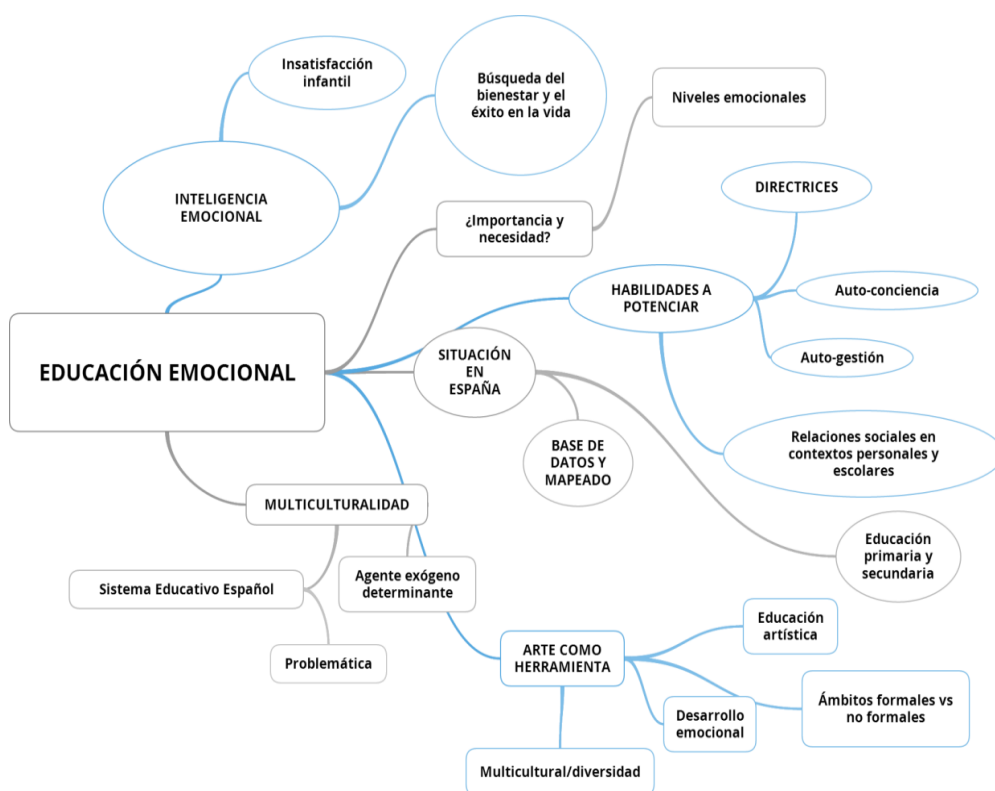 Insatisfacción
infantil
Búsqueda del
bienestar y el
éxito en la vida
Niveles emocionales
INTELIGENCIA
EMOCIONAL
DIRECTRICES
¿Importancia y
necesidad?
HABILIDADES A
POTENCIAR
Auto-conciencia
EDUCACIÓN EMOCIONAL
SITUACIÓN
EN
ESPAÑA
Auto-gestión
BASE DE
DATOS Y
MAPEADO
Relaciones sociales en
contextos personales y
escolares
MULTICULTURALIDAD
Educación
primaria y
secundaria
Sistema Educativo Español
Agente exógeno
determinante
Problemática
ARTE COMO
HERRAMIENTA
Educación
artística
Desarrollo
emocional
Ámbitos formales vs
no formales
Multicultural/diversidad